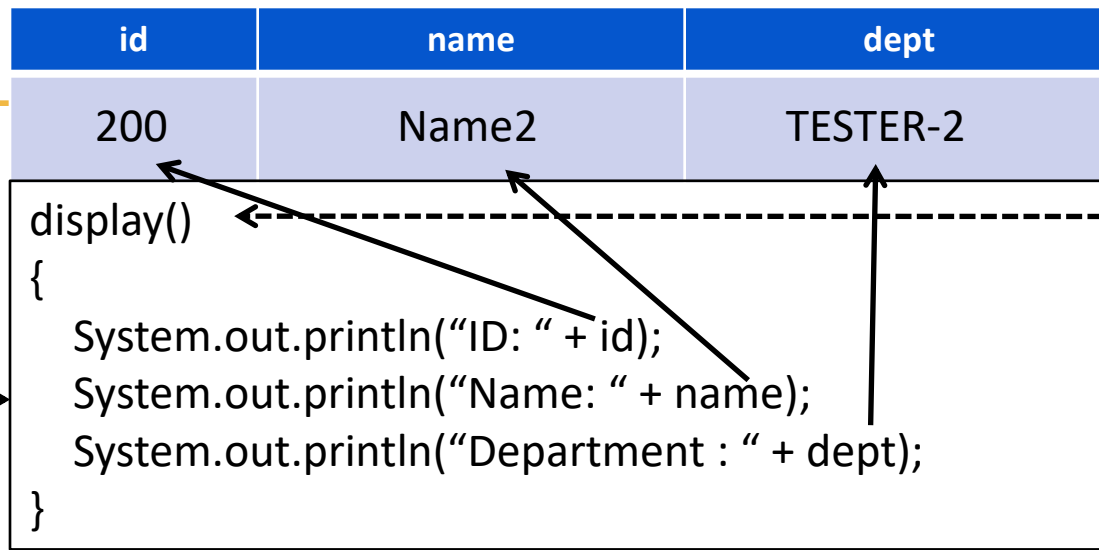 id name dept
200 Name2 TESTER-2
display()
{
System.out.println(“ID: “ + id);
System.out.println(“Name: “ + name);
System.out.println(“Department : “ + dept);
}